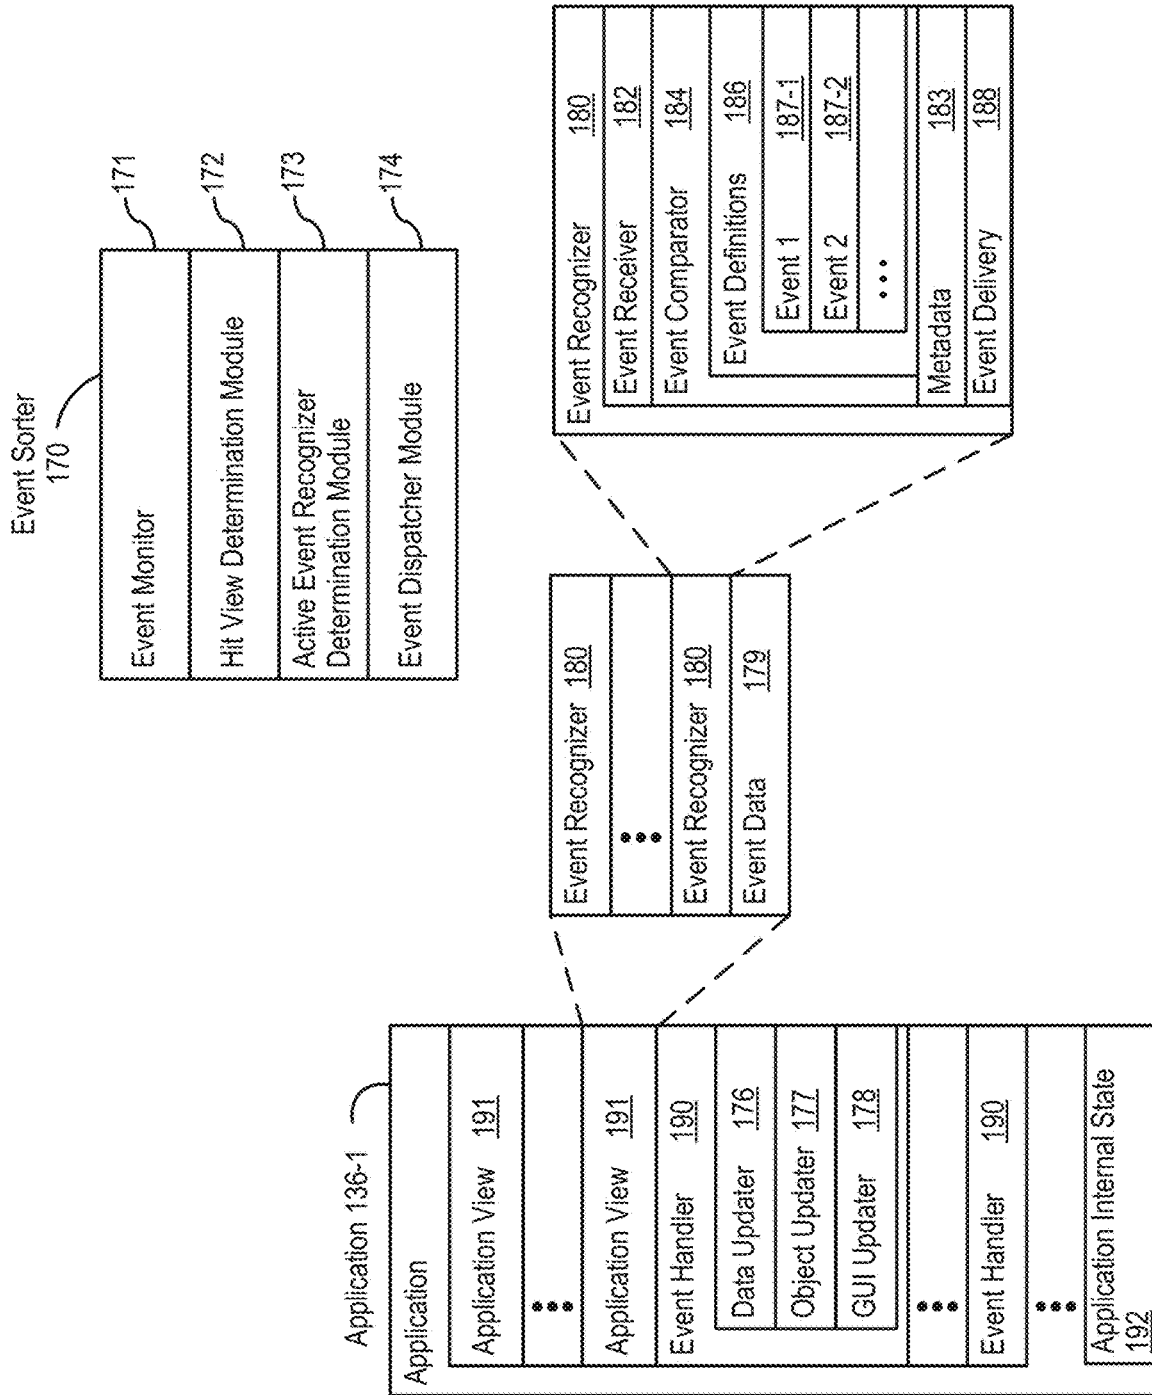 Event Sorter
170
Event Monitor
171
Hit View Determination Module
172
Active Event Recognizer
Determination Module
173
Event Dispatcher Module
174
Application 136-1
Application
Application View 191
•••
Application View 191
Event Handler 190
Data Updater 176
Object Updater 177
GUI Updater 178
•••
Event Handler 190
•••
Application Internal State
192
Event Recognizer 180
•••
Event Recognizer 180
Event Data 179
Event Recognizer 180
Event Receiver 182
Event Comparator 184
Event Definitions 186
Event 1 187-1
Event 2 187-2
•••
Metadata 183
Event Delivery 188